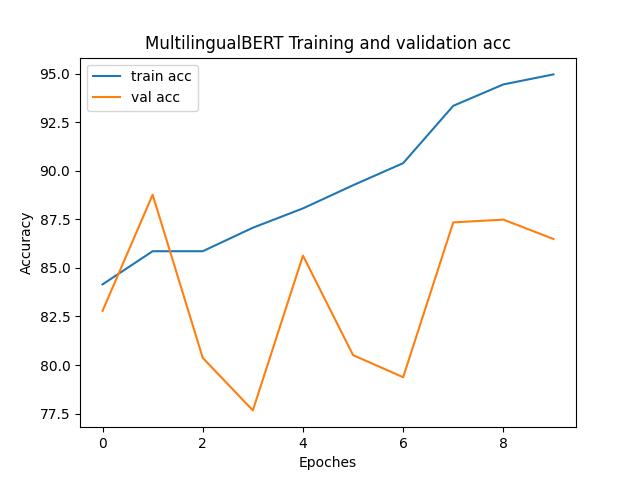 MultilingualBERT Training and validation acc
train acc
val acc
95.0
92.5
90.0
87.5
85.0
82.5
80.0
77.5
Accuracy
0 2 4 6 8
Epoches